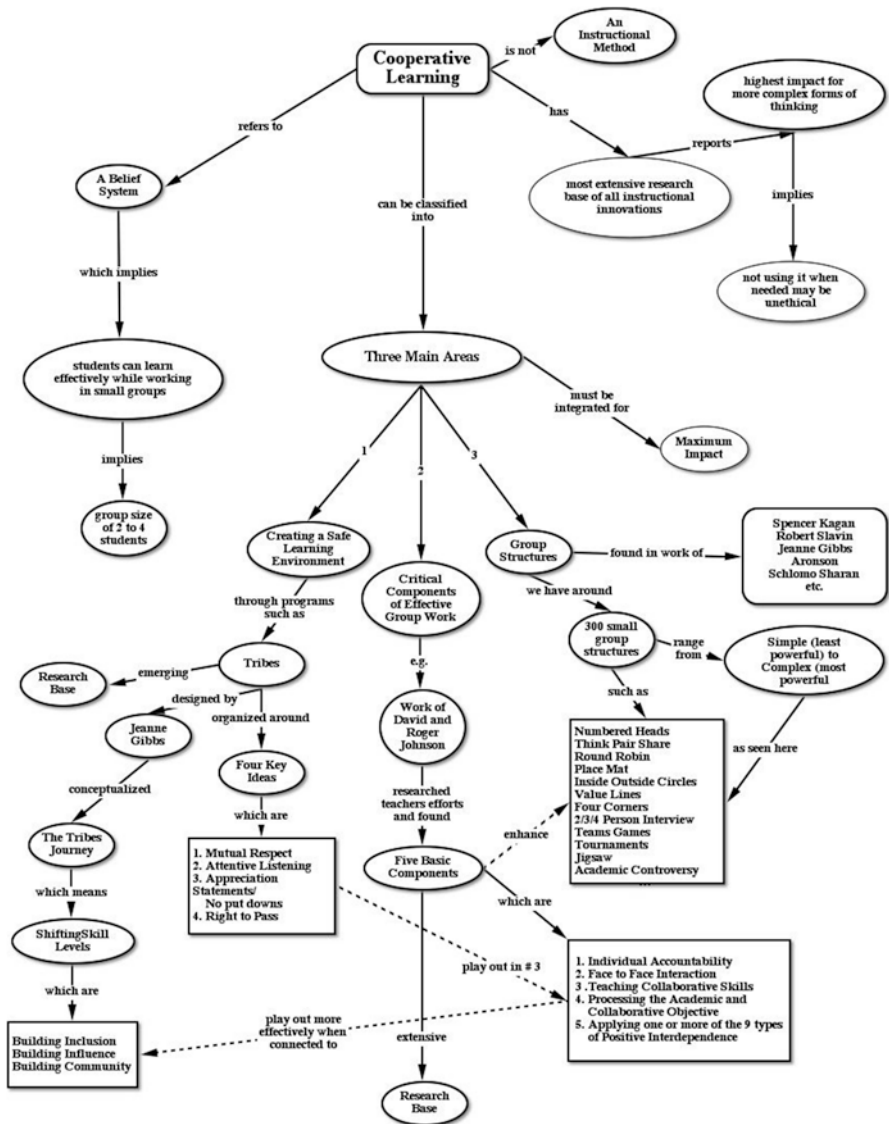 An
Instructional
Method
is not
Cooperative
Learning
highest impact for
more complex forms of
thinking
has
reports
refers to
A Belief
System
most extensive research
base of all instructional
innovations
can be classified
into
implies
which implies
not using it when
needed may be
unethical
Three Main Areas
students can learn
effectively while working
in small groups
must be
integrated for
1
2
3
Maximum
Impact
implies
group size
of 2 to 4
students
Creating a Safe
Learning
Environment
Group
Structures
found in work of
Spencer Kagan
Robert Slavin
Jeanne Gibbs
Aronson
Schlomo Sharan
etc.
Critical
Components
of Effective
Group Work
we have around
through programs
such as
300 small
group
structures
range
from
Simple (least
powerful) to
Complex (most
powerful
Tribes
emerging
Research
Base
e.g.
such as
designed by
organized around
Jeanne
Gibbs
Work of
David and
Roger
Johnson
Numbered Heads
Think Pair Share
Round Robin
Place Mat
Inside Outside Circles
Value Lines
Four Corners
2/3/4 Person Interview
Teams Games
Tournaments
Jigsaw
Academic Controversy
...
as seen here
Four Key
Ideas
conceptualized
researched
teachers efforts
and found
which are
enhance
The Tribes
Journey
1. Mutual Respect
2. Attentive Listening
3. Appreciation
Statements/
No put downs
4. Right to Pass
Five Basic
Components
which means
which are
ShiftingSkill
Levels
play out in # 3
1. Individual Accountability
2. Face to Face Interaction
3 .Teaching Collaborative Skills
4. Processing the Academic and
Collaborative Objective
5. Applying one or more of the 9 types
of Positive Interdependence
which are
play out more
effectively when
connected to
extensive
Building Inclusion
Building Influence
Building Community
Research
Base